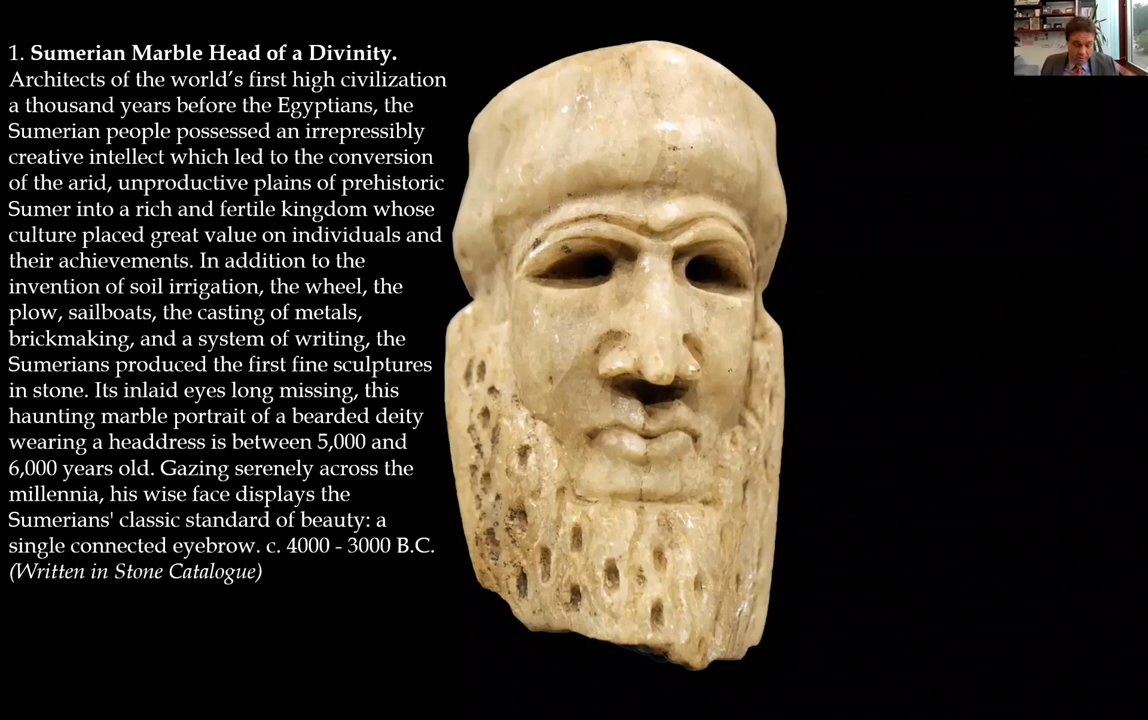 1. Sumerian Marble Head of a Divinity.
Architects of the world’s first high civilization
a thousand years before the Egyptians, the
Sumerian people possessed an irrepressibly
creative intellect which led to the conversion
of the arid, unproductive plains of prehistoric
Sumer into a rich and fertile kingdom whose
culture placed great value on individuals and
their achievements. In addition to the
invention of soil irrigation, the wheel, the
plow, sailboats, the casting of metals,
brickmaking, and a system of writing, the
Sumerians produced the first fine sculptures
in stone. Its inlaid eyes long missing, this
haunting marble portrait of a bearded deity
wearing a headdress is between 5,000 and
6,000 years old. Gazing serenely across the
millennia, his wise face displays the
Sumerians' classic standard of beauty: a
single connected eyebrow. c. 4000 - 3000 B.C.
(Written in Stone Catalogue)